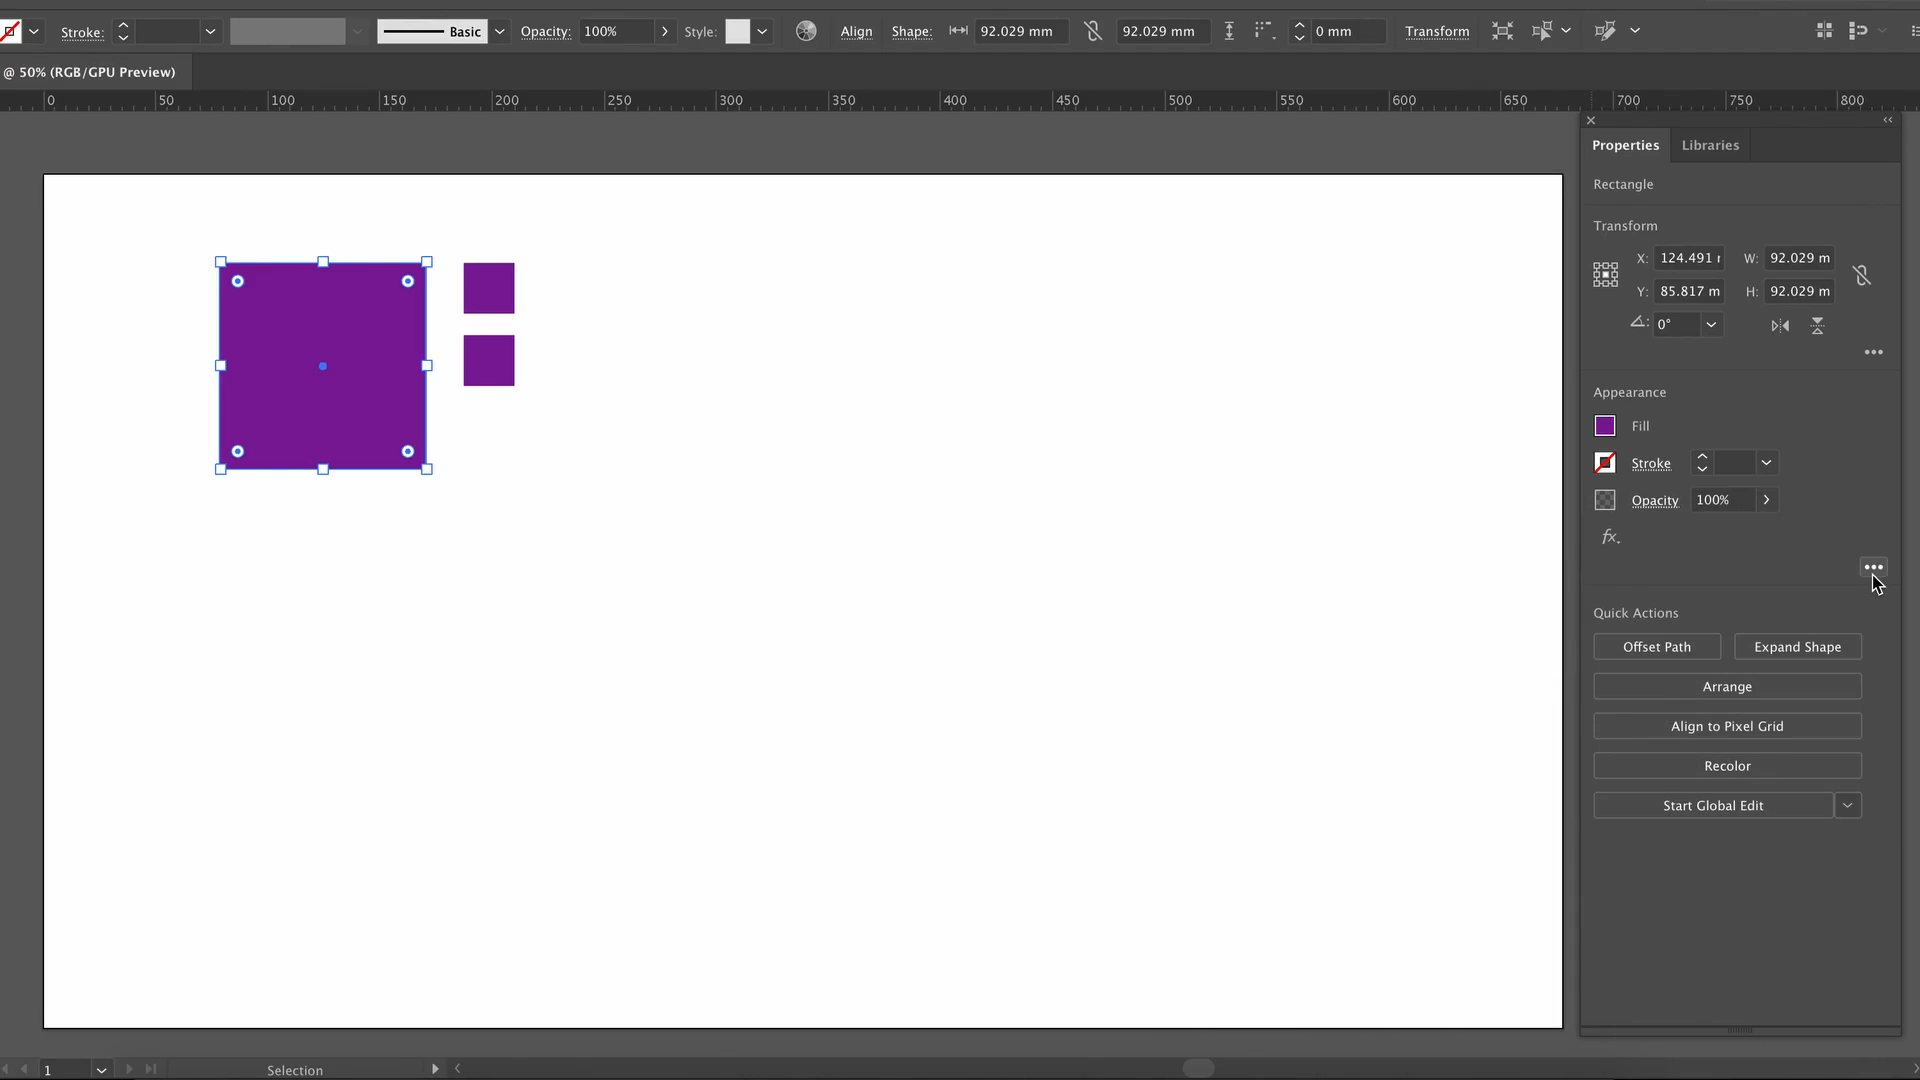 Stroke: Basic Opacity: 100% Style: Align Shape: 92.029 mm 92.029 mm 0 mm Transform
@ 50% (RGB/GPU Preview)
0 50 100 150 200 250 300 350 400 450 500 550 600 650 700 750 800
Properties Libraries
Rectangle
Transform
X: 124.491 W: 92.029 m
Y: 85.817 m H: 92.029 m
0°
Appearance
Fill
Stroke
Opacity 100%
fx
Quick Actions
Offset Path Expand Shape
Arrange
Align to Pixel Grid
Recolor
Start Global Edit
1 Selection